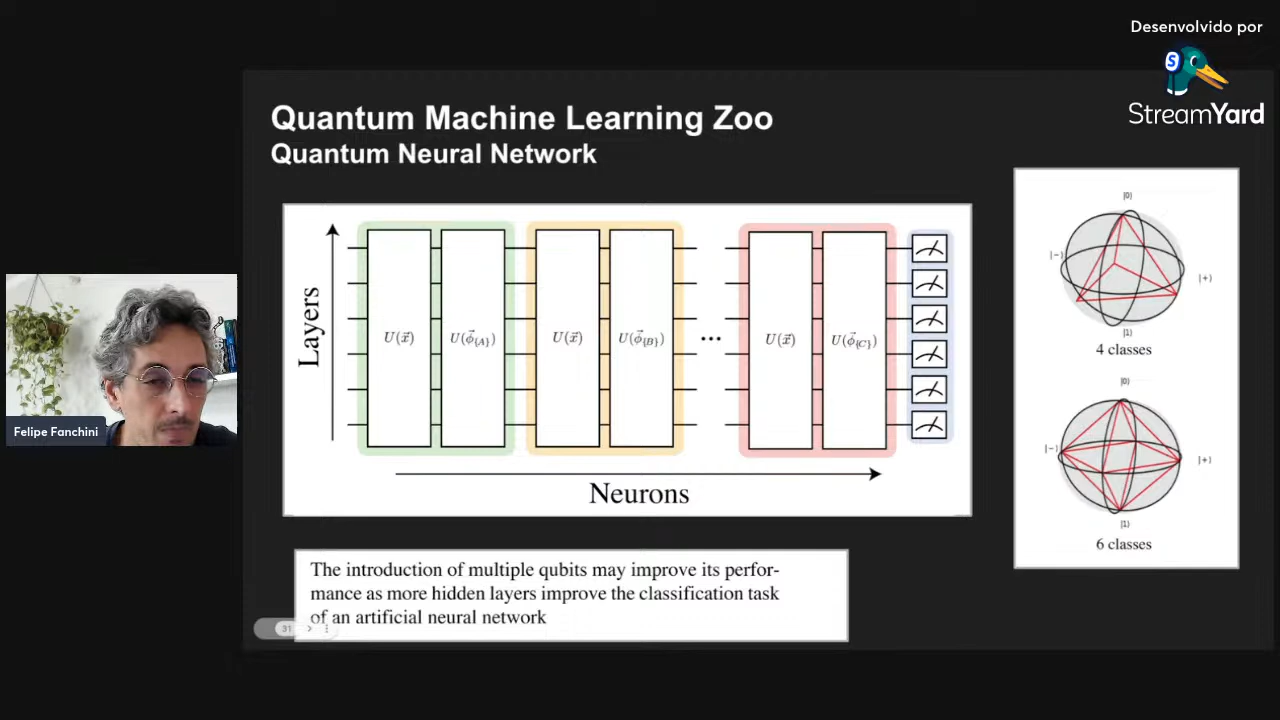 Desenvolvido por
S
StreamYard
Quantum Machine Learning Zoo
Quantum Neural Network
Layers
U(x⃗)
U(ϕ⃗{A})
U(x⃗)
U(ϕ⃗{B})
...
U(x⃗)
U(ϕ⃗{C})
Neurons
|0⟩
|−⟩
|+⟩
|1⟩
4 classes
|0⟩
|−⟩
|+⟩
|1⟩
6 classes
Felipe Fanchini
The introduction of multiple qubits may improve its perfor-
mance as more hidden layers improve the classification task
of an artificial neural network
31